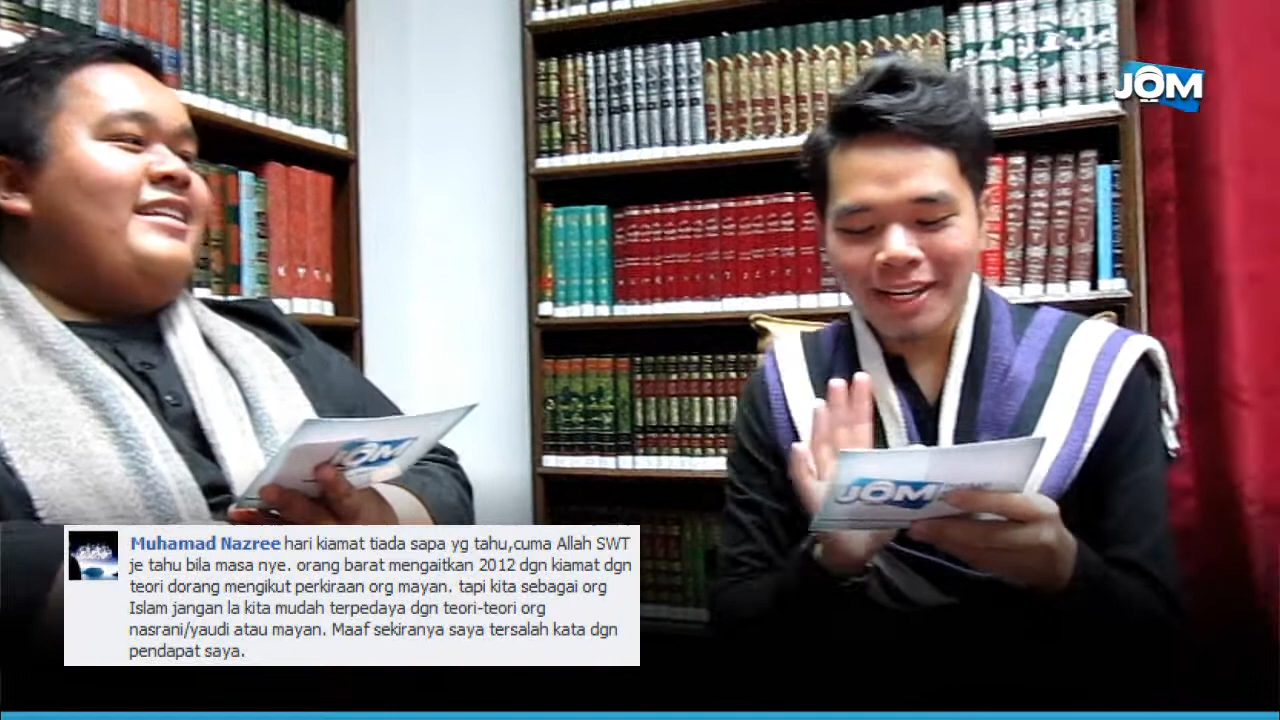 JOM
JOM
JOM
Muhamad Nazree hari kiamat tiada sapa yg tahu,cuma Allah SWT
je tahu bila masa nye. orang barat mengaitkan 2012 dgn kiamat dgn
teori dorang mengikut perkiraan org mayan. tapi kita sebagai org
Islam jangan la kita mudah terpedaya dgn teori-teori org
nasrani/yaudi atau mayan. Maaf sekiranya saya tersalah kata dgn
pendapat saya.